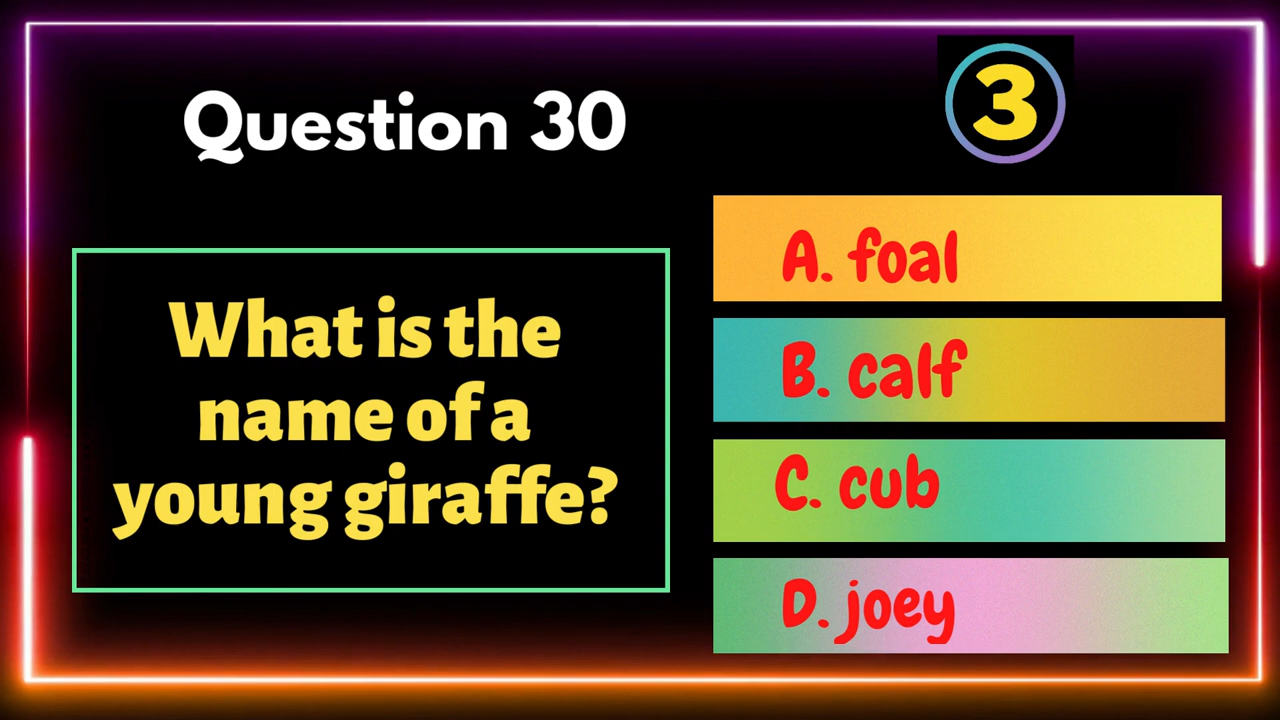 Question 30
3
What is the
name of a
young giraffe?
A. foal
B. calf
C. cub
D. joey